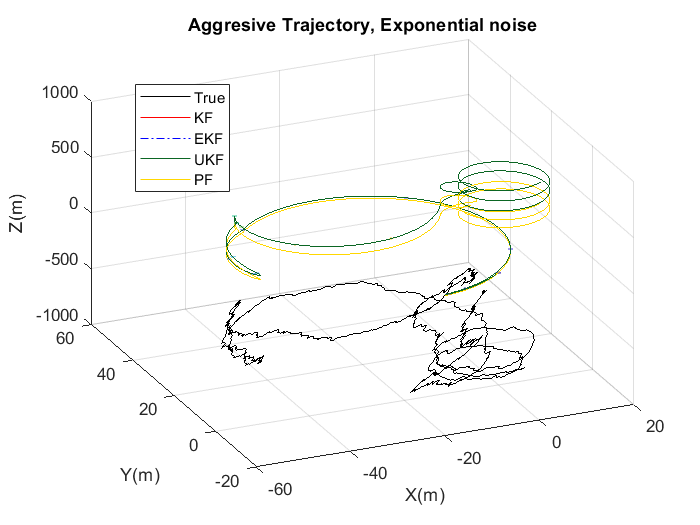 Aggresive Trajectory, Exponential noise
True
KF
EKF
UKF
PF
1000
500
0
-500
-1000
Z(m)
60
40
20
0
-20
Y(m)
-60
-40
-20
0
20
X(m)